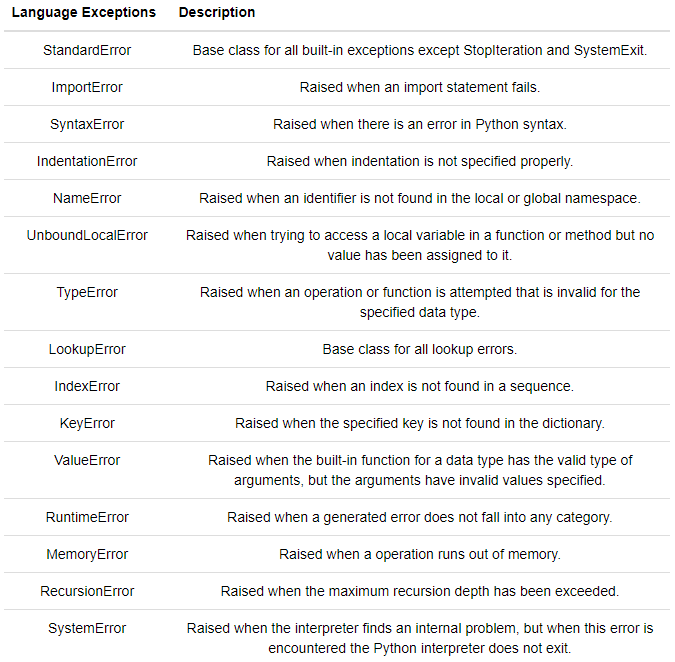 Language Exceptions Description
StandardError Base class for all built-in exceptions except StopIteration and SystemExit.
ImportError Raised when an import statement fails.
SyntaxError Raised when there is an error in Python syntax.
IndentationError Raised when indentation is not specified properly.
NameError Raised when an identifier is not found in the local or global namespace.
UnboundLocalError Raised when trying to access a local variable in a function or method but no
value has been assigned to it.
TypeError Raised when an operation or function is attempted that is invalid for the
specified data type.
LookupError Base class for all lookup errors.
IndexError Raised when an index is not found in a sequence.
KeyError Raised when the specified key is not found in the dictionary.
ValueError Raised when the built-in function for a data type has the valid type of
arguments, but the arguments have invalid values specified.
RuntimeError Raised when a generated error does not fall into any category.
MemoryError Raised when a operation runs out of memory.
RecursionError Raised when the maximum recursion depth has been exceeded.
SystemError Raised when the interpreter finds an internal problem, but when this error is
encountered the Python interpreter does not exit.